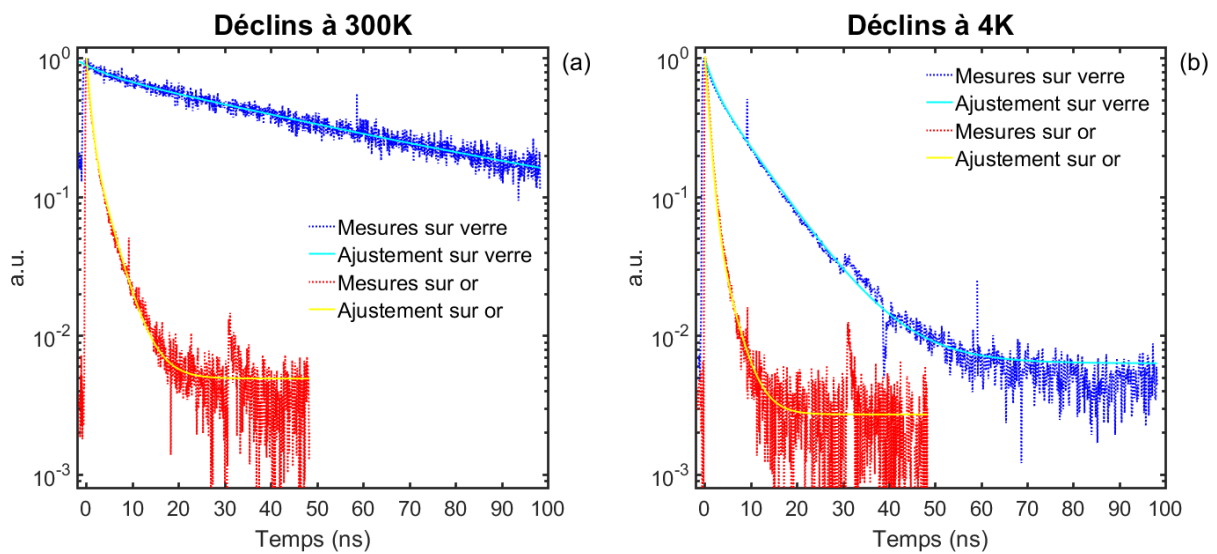 Déclins à 300K
(a)
10^0
10^-1
10^-2
10^-3
a.u.
Mesures sur verre
Ajustement sur verre
Mesures sur or
Ajustement sur or
0 10 20 30 40 50 60 70 80 90 100
Temps (ns)
Déclins à 4K
(b)
10^0
10^-1
10^-2
10^-3
a.u.
Mesures sur verre
Ajustement sur verre
Mesures sur or
Ajustement sur or
0 10 20 30 40 50 60 70 80 90 100
Temps (ns)